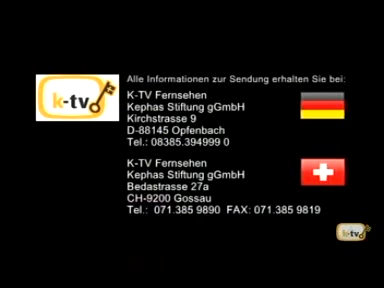 Alle Informationen zur Sendung erhalten Sie bei:
k-tv
K-TV Fernsehen
Kephas Stiftung gGmbH
Kirchstrasse 9
D-88145 Opfenbach
Tel.: 08385.394999 0
K-TV Fernsehen
Kephas Stiftung gGmbH
Bedastrasse 27a
CH-9200 Gossau
Tel.: 071.385 9890 FAX: 071.385 9819
k-tv